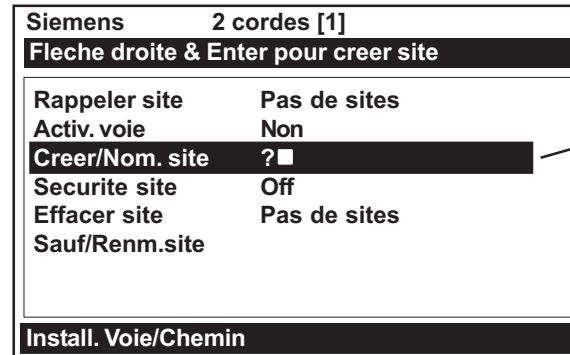 Siemens 2 cordes [1]
Fleche droite & Enter pour creer site
Rappeler site Pas de sites
Activ. voie Non
Creer/Nom. site ?
Securite site Off
Effacer site Pas de sites
Sauf/Renm.site
Install. Voie/Chemin